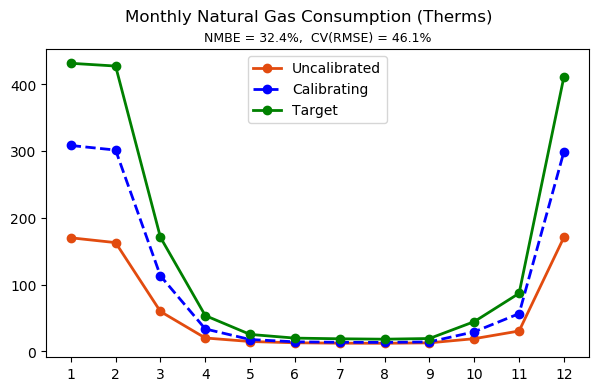 Monthly Natural Gas Consumption (Therms)
NMBE = 32.4%,  CV(RMSE) = 46.1%
Uncalibrated
Calibrating
Target
400
300
200
100
0
1 2 3 4 5 6 7 8 9 10 11 12